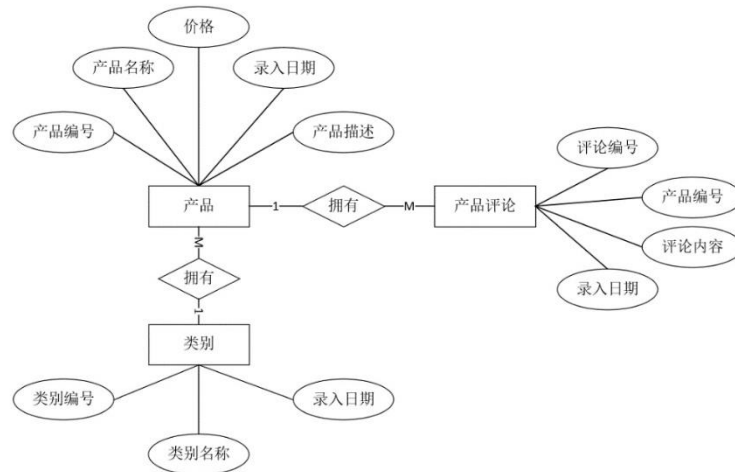 价格
产品名称
录入日期
产品编号
产品描述
评论编号
产品编号
产品
1
拥有
M
产品评论
评论内容
录入日期
M
拥有
1
类别
类别编号
录入日期
类别名称